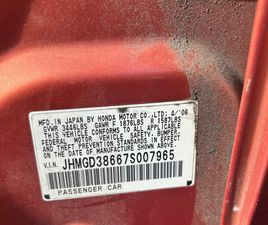 MFD. IN JAPAN BY HONDA MOTOR CO.,LTD: 4/'06
GVWR 3446LBS GAWR F 1876LBS R 1587LBS
THIS VEHICLE CONFORMS TO ALL APPLICABLE
FEDERAL MOTOR VEHICLE SAFETY, BUMPER,
AND THEFT PREVENTION STANDARDS IN EFFECT
ON THE DATE OF MANUFACTURE SHOWN ABOVE.
V.I.N. JHMGD38667S007965
PASSENGER CAR